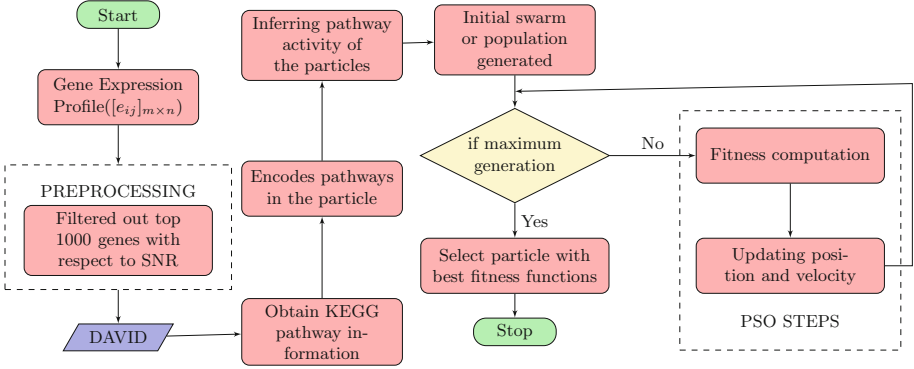 Start
Gene Expression
Profile([e_{ij}]_{m×n})
PREPROCESSING
Filtered out top
1000 genes with
respect to SNR
DAVID
Obtain KEGG
pathway in-
formation
Encodes pathways
in the particle
Inferring pathway
activity of
the particles
Initial swarm
or population
generated
if maximum
generation
No
Yes
Select particle with
best fitness functions
Stop
Fitness computation
Updating posi-
tion and velocity
PSO STEPS